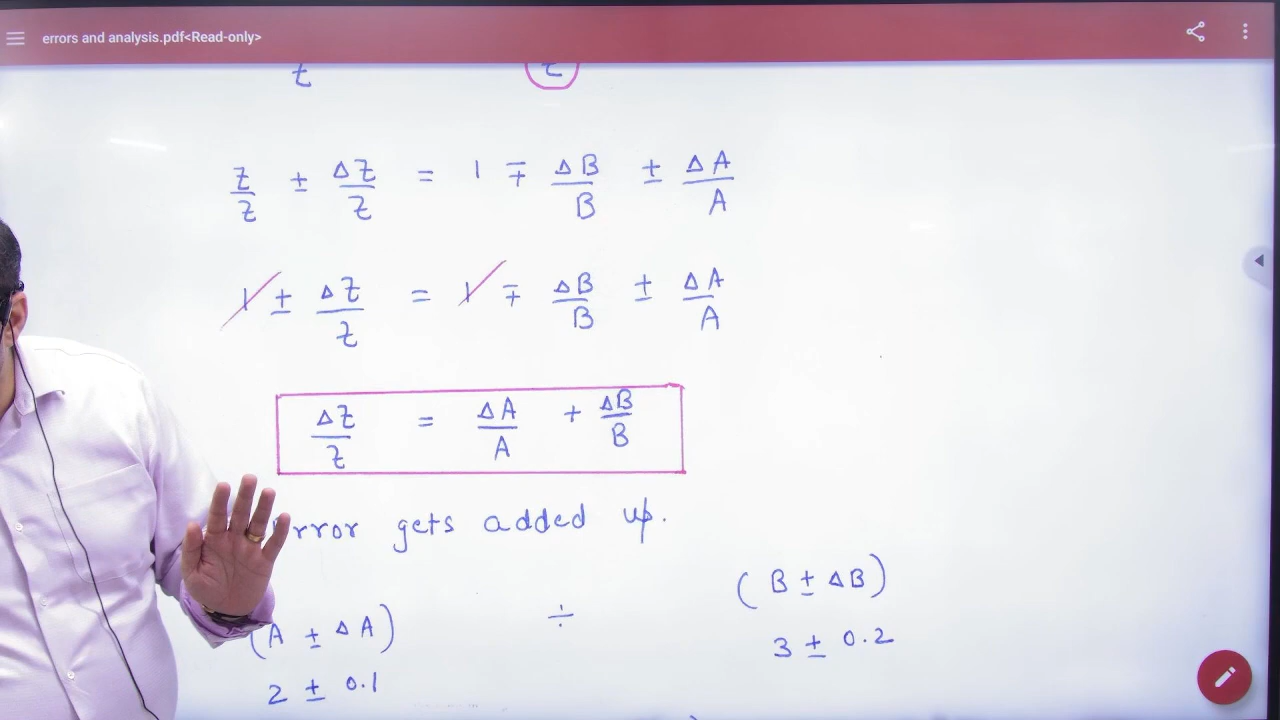 errors and analysis.pdf<Read-only>
t
Z/Z ± ΔZ/Z = 1 ∓ ΔB/B ± ΔA/A
1 ± ΔZ/Z = 1 ∓ ΔB/B ± ΔA/A
ΔZ/Z = ΔA/A + ΔB/B
rror gets added up.
(A ± ΔA) ÷ (B ± ΔB)
2 ± 0.1 3 ± 0.2